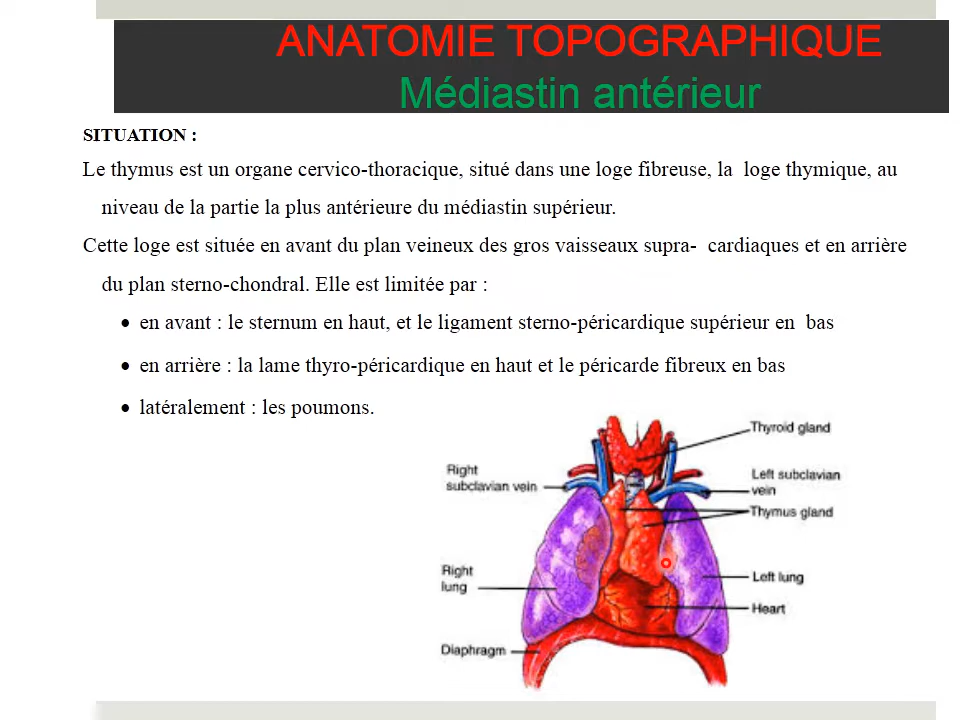 ANATOMIE TOPOGRAPHIQUE
Médiastin antérieur
SITUATION :
Le thymus est un organe cervico-thoracique, situé dans une loge fibreuse, la loge thymique, au
niveau de la partie la plus antérieure du médiastin supérieur.
Cette loge est située en avant du plan veineux des gros vaisseaux supra- cardiaques et en arrière
du plan sterno-chondral. Elle est limitée par :
• en avant : le sternum en haut, et le ligament sterno-péricardique supérieur en bas
• en arrière : la lame thyro-péricardique en haut et le péricarde fibreux en bas
• latéralement : les poumons.
Thyroid gland
Right
subclavian vein
Left subclavian
vein
Thymus gland
Right
lung
Left lung
Heart
Diaphragm